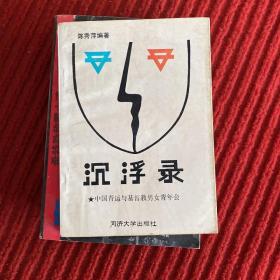 陈秀萍编著
沉浮录
★中国青运与基督教男女青年会
同济大学出版社